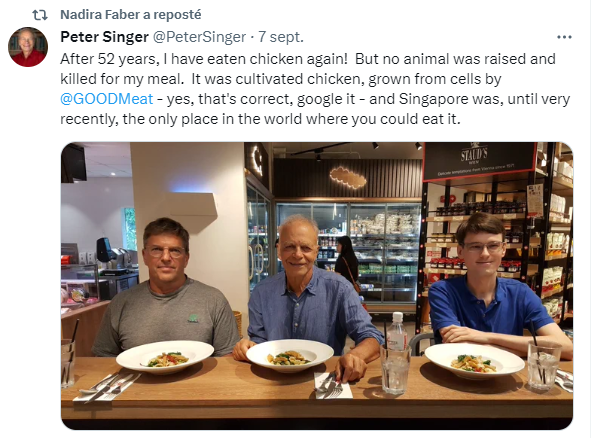 Nadira Faber a reposté
Peter Singer @PeterSinger · 7 sept.
After 52 years, I have eaten chicken again!  But no animal was raised and
killed for my meal.  It was cultivated chicken, grown from cells by
@GOODMeat - yes, that's correct, google it - and Singapore was, until very
recently, the only place in the world where you could eat it.
STAUD'S
WIEN